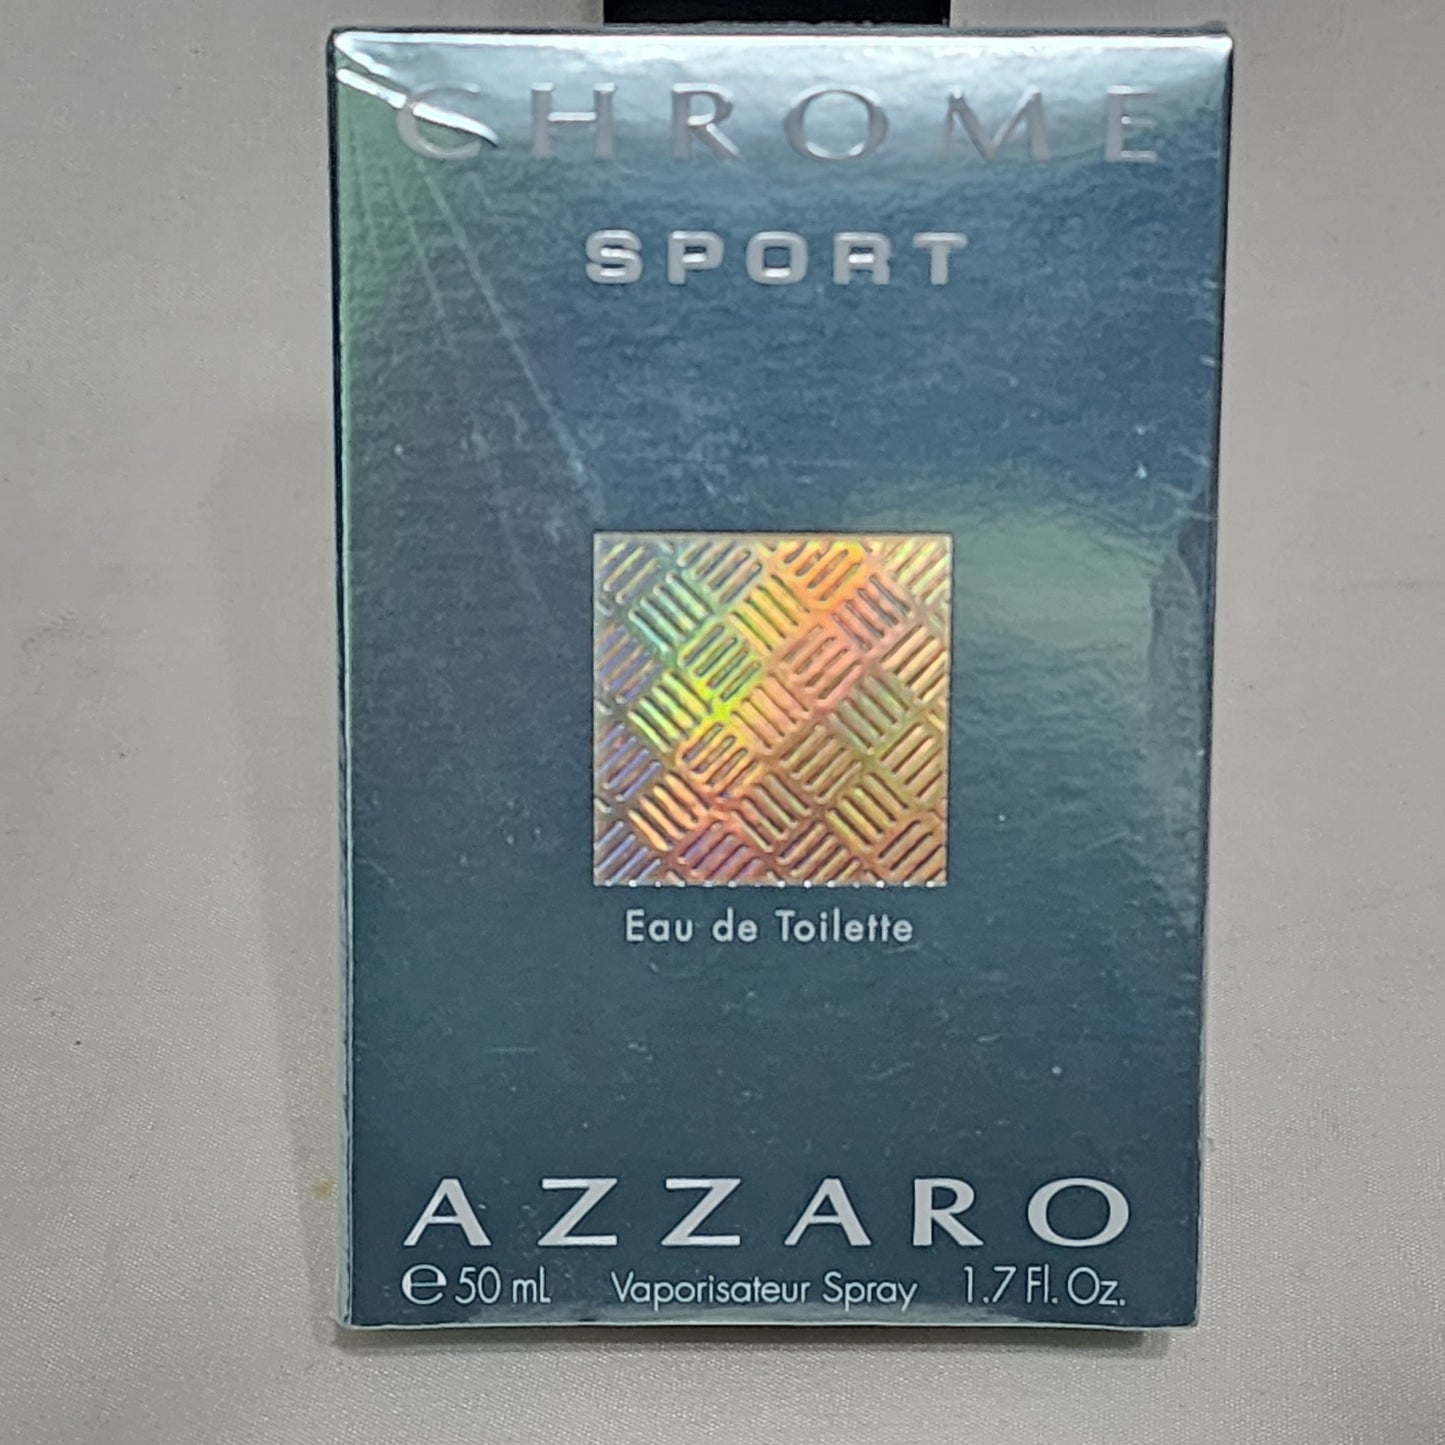 CHROME
SPORT
Eau de Toilette
AZZARO
℮ 50 mL Vaporisateur Spray 1.7 Fl. Oz.